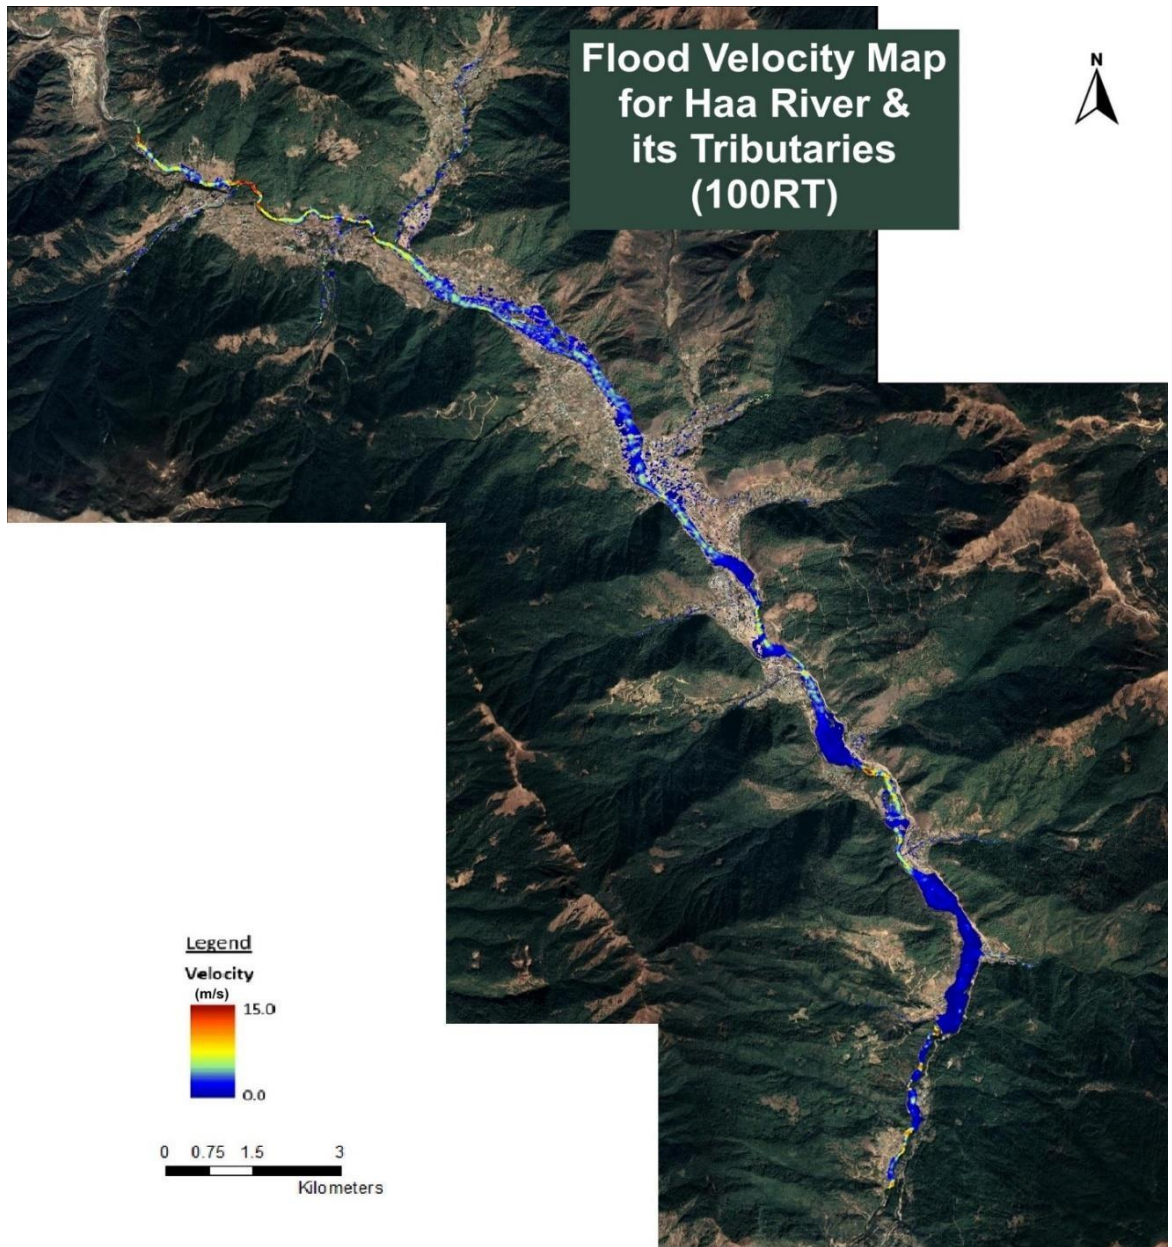 Flood Velocity Map
for Haa River &
its Tributaries
(100RT)
N
Legend
Velocity
(m/s)
15.0
0.0
0 0.75 1.5 3
Kilometers